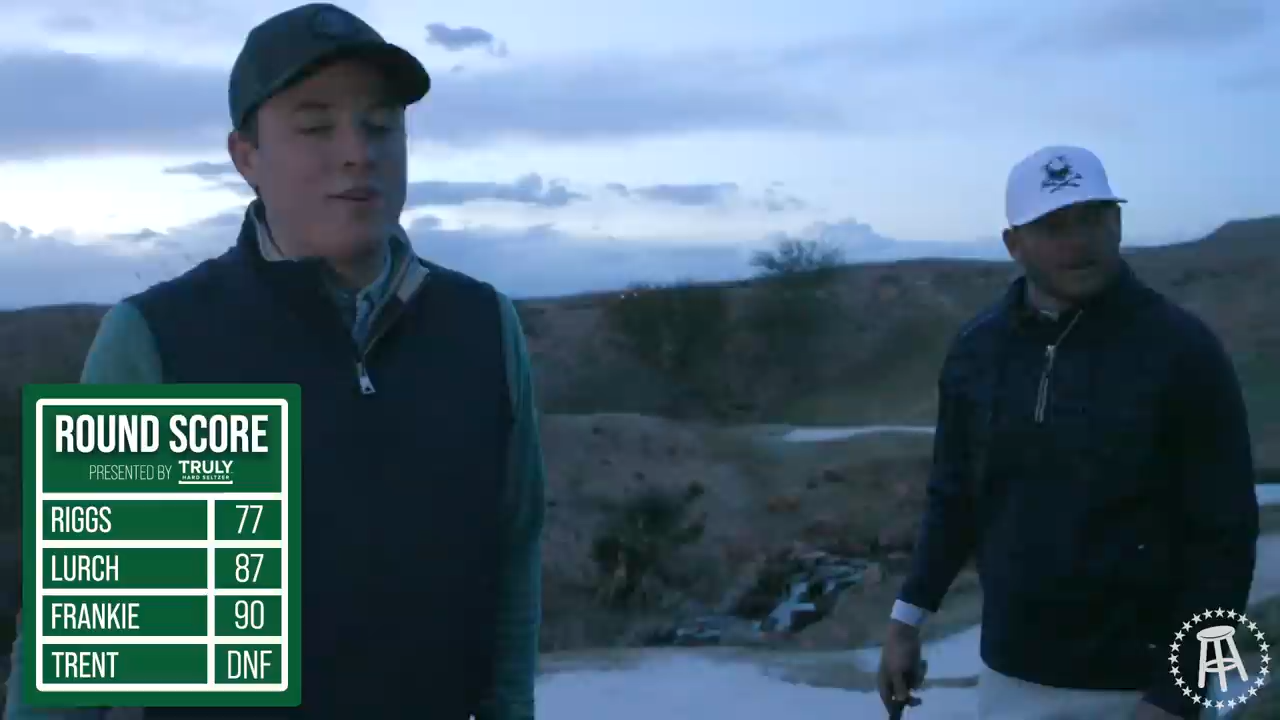 ROUND SCORE
PRESENTED BY TRULY
HARD SELTZER
RIGGS 77
LURCH 87
FRANKIE 90
TRENT DNF